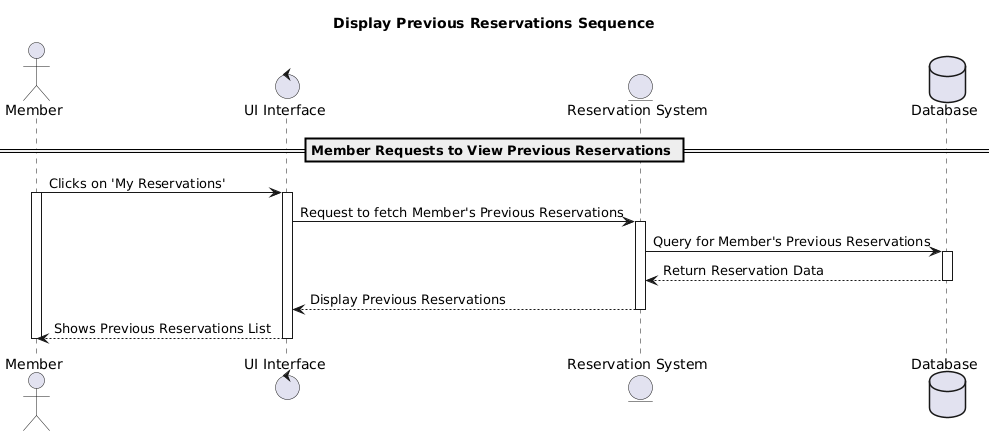 Display Previous Reservations Sequence
Member
UI Interface
Reservation System
Database
Member Requests to View Previous Reservations
Clicks on 'My Reservations'
Request to fetch Member's Previous Reservations
Query for Member's Previous Reservations
Return Reservation Data
Display Previous Reservations
Shows Previous Reservations List
Member
UI Interface
Reservation System
Database